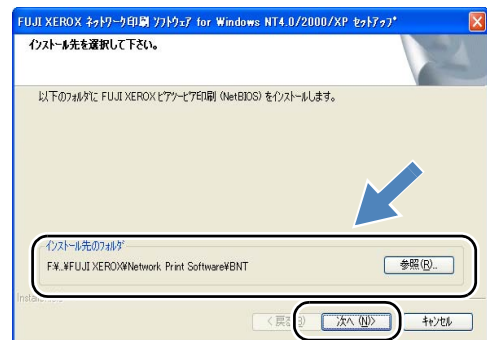 FUJI XEROX ﾈｯﾄﾜｰｸ印刷 ｿﾌﾄｳｪｱ for Windows NT4.0/2000/XP ｾｯﾄｱｯﾌﾟ
ｲﾝｽﾄｰﾙ先を選択して下さい。
以下のﾌｫﾙﾀﾞに FUJI XEROX ﾋﾟｱﾂｰﾋﾟｱ印刷 (NetBIOS) をｲﾝｽﾄｰﾙします。
ｲﾝｽﾄｰﾙ先のﾌｫﾙﾀﾞ
F:¥..¥FUJI XEROX¥Network Print Software¥BNT
参照(R)...
< 戻る(B)
次へ(N)>
ｷｬﾝｾﾙ